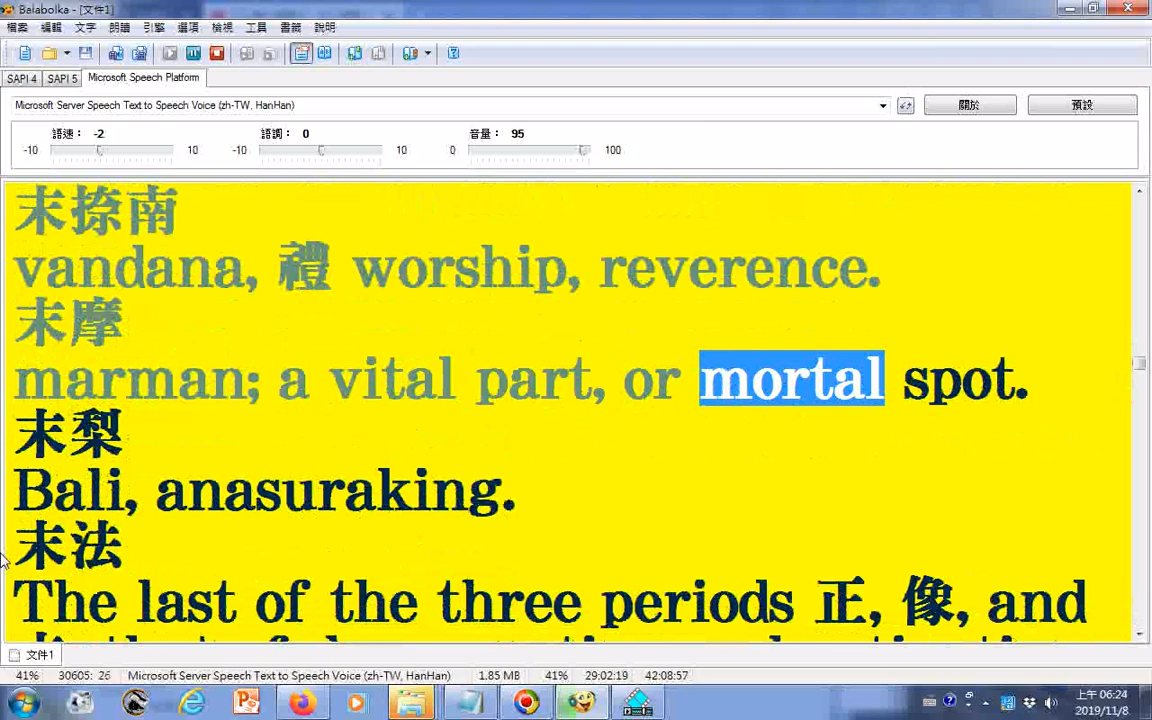 Balabolka - [文件1]
檔案 編輯 文字 朗讀 引擎 選項 檢視 工具 書籤 說明
SAPI 4 SAPI 5 Microsoft Speech Platform
Microsoft Server Speech Text to Speech Voice (zh-TW, HanHan) 關於 預設
語速: -2 語調: 0 音量: 95
-10 10 -10 10 0 100
末捺南
vandana, 禮 worship, reverence.
末摩
marman; a vital part, or mortal spot.
末梨
Bali, anasuraking.
末法
The last of the three periods 正, 像, and
文件1
41% 30605: 26 Microsoft Server Speech Text to Speech Voice (zh-TW, HanHan) 1.85 MB 41% 29:02:19 42:08:57
上午 06:24
2019/11/8